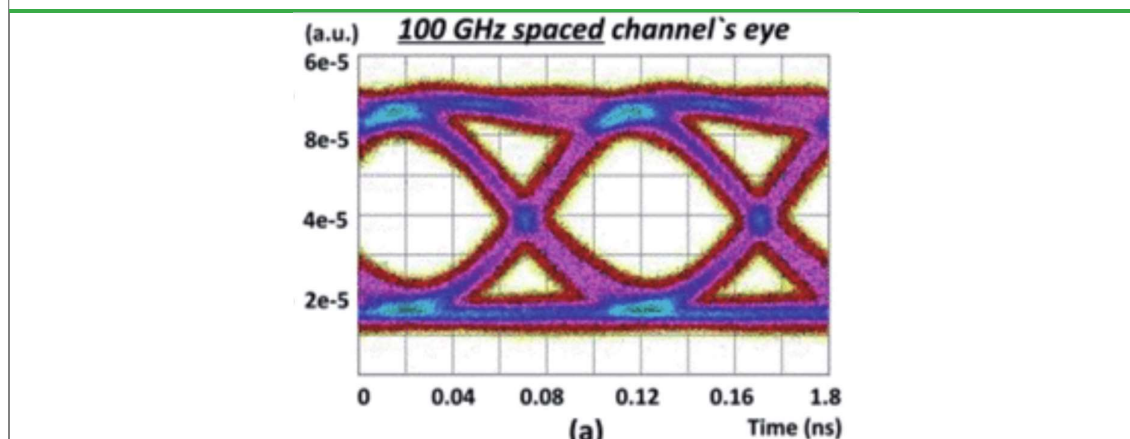 (a.u.) 100 GHz spaced channel`s eye
6e-5
8e-5
4e-5
2e-5
0 0.04 0.08 0.12 0.16 1.8
(a) Time (ns)